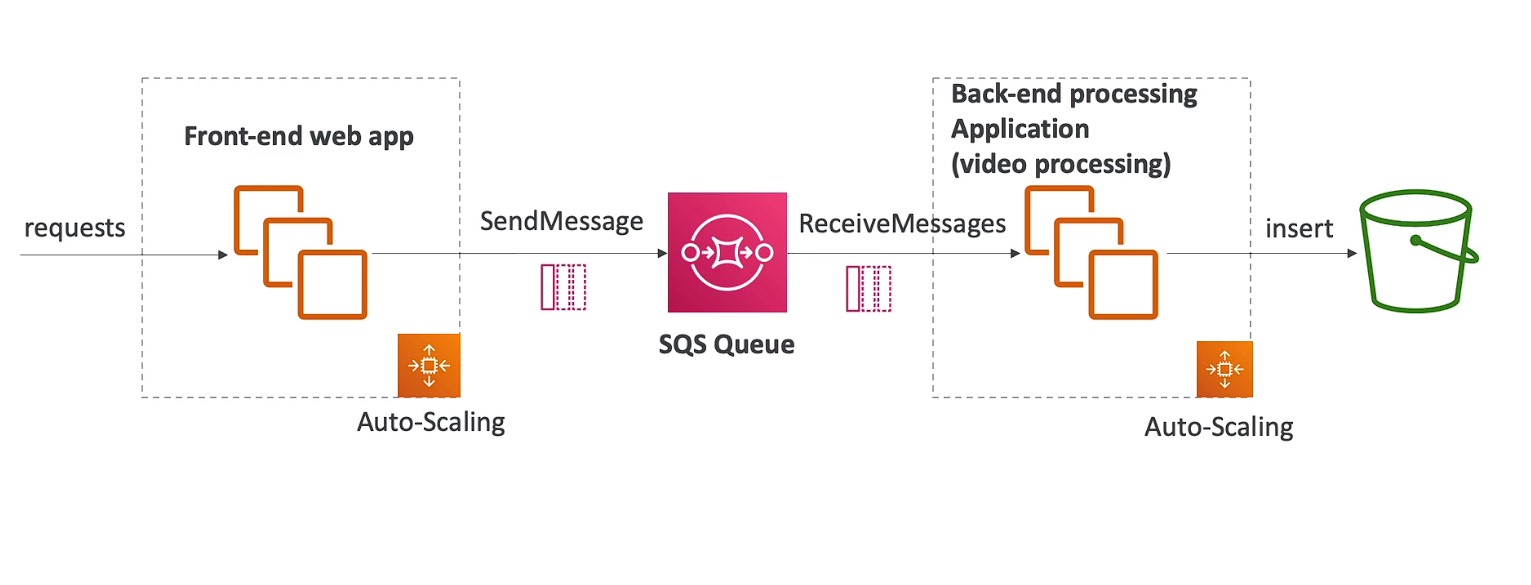 Front-end web app
requests
Auto-Scaling
SendMessage
SQS Queue
ReceiveMessages
Back-end processing
Application
(video processing)
Auto-Scaling
insert